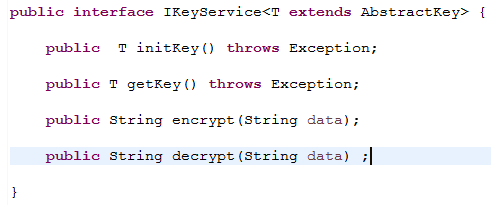 public interface IKeyService<T extends AbstractKey> {
public  T initKey() throws Exception;
public T getKey() throws Exception;
public String encrypt(String data);
public String decrypt(String data) ;
}